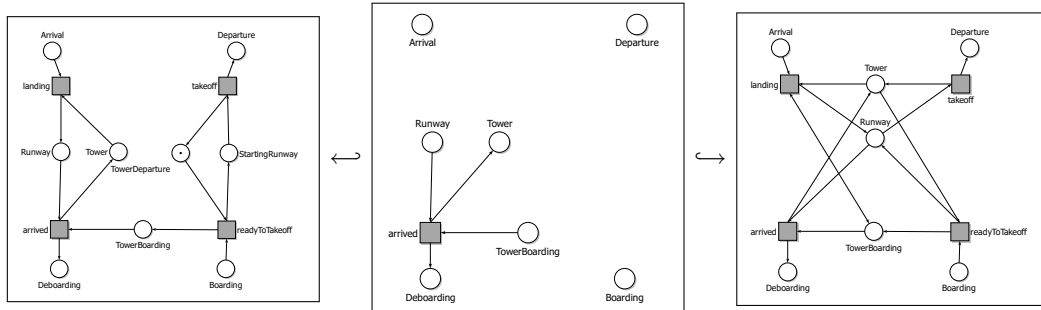 Arrival
Departure
landing
takeoff
Runway
Tower
TowerDeparture
StartingRunway
arrived
TowerBoarding
readyToTakeoff
Deboarding
Boarding
Arrival
Departure
Runway
Tower
arrived
TowerBoarding
Deboarding
Boarding
Arrival
Departure
Tower
landing
takeoff
Runway
arrived
TowerBoarding
readyToTakeoff
Deboarding
Boarding